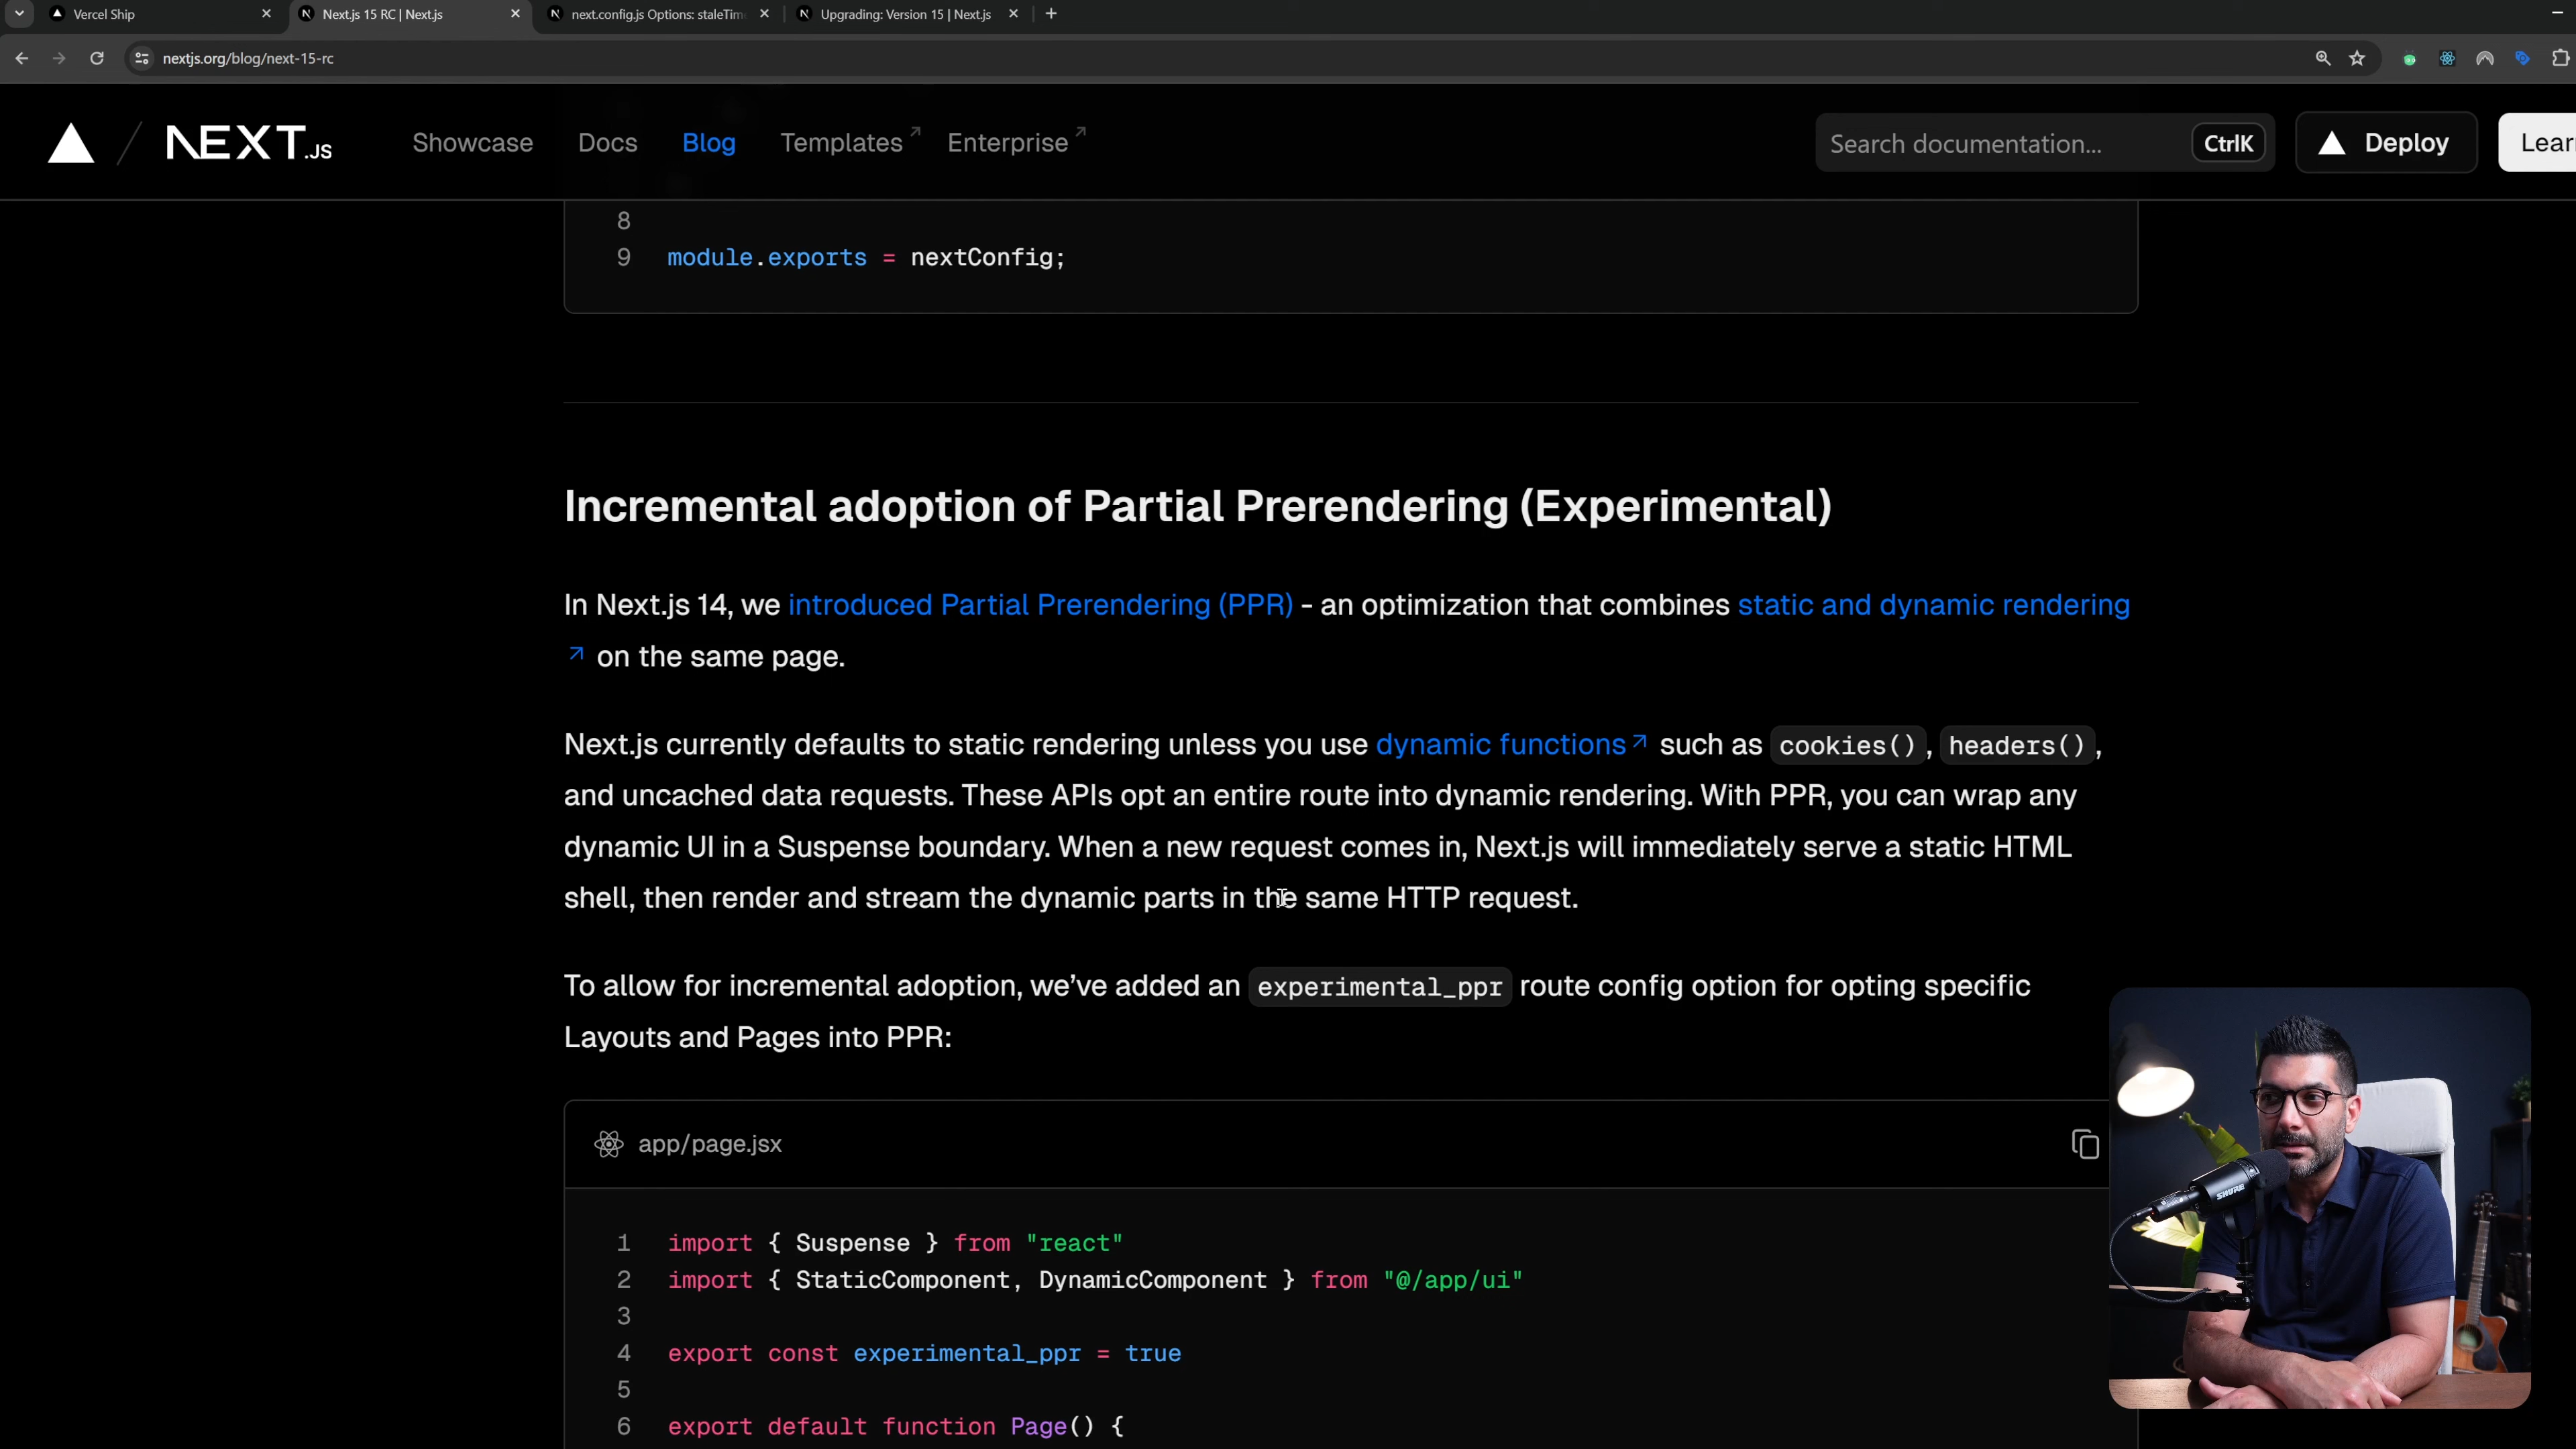 Vercel Ship
Next.js 15 RC | Next.js
next.config.js Options: staleTim
Upgrading: Version 15 | Next.js
nextjs.org/blog/next-15-rc
NEXT.JS
Showcase
Docs
Blog
Templates
Enterprise
Search documentation...
CtrlK
Deploy
Lear
8
9 module.exports = nextConfig;
Incremental adoption of Partial Prerendering (Experimental)
In Next.js 14, we introduced Partial Prerendering (PPR) - an optimization that combines static and dynamic rendering
on the same page.
Next.js currently defaults to static rendering unless you use dynamic functions such as cookies(), headers(),
and uncached data requests. These APIs opt an entire route into dynamic rendering. With PPR, you can wrap any
dynamic UI in a Suspense boundary. When a new request comes in, Next.js will immediately serve a static HTML
shell, then render and stream the dynamic parts in the same HTTP request.
To allow for incremental adoption, we’ve added an experimental_ppr route config option for opting specific
Layouts and Pages into PPR:
app/page.jsx
1 import { Suspense } from "react"
2 import { StaticComponent, DynamicComponent } from "@/app/ui"
3
4 export const experimental_ppr = true
5
6 export default function Page() {
SHURE